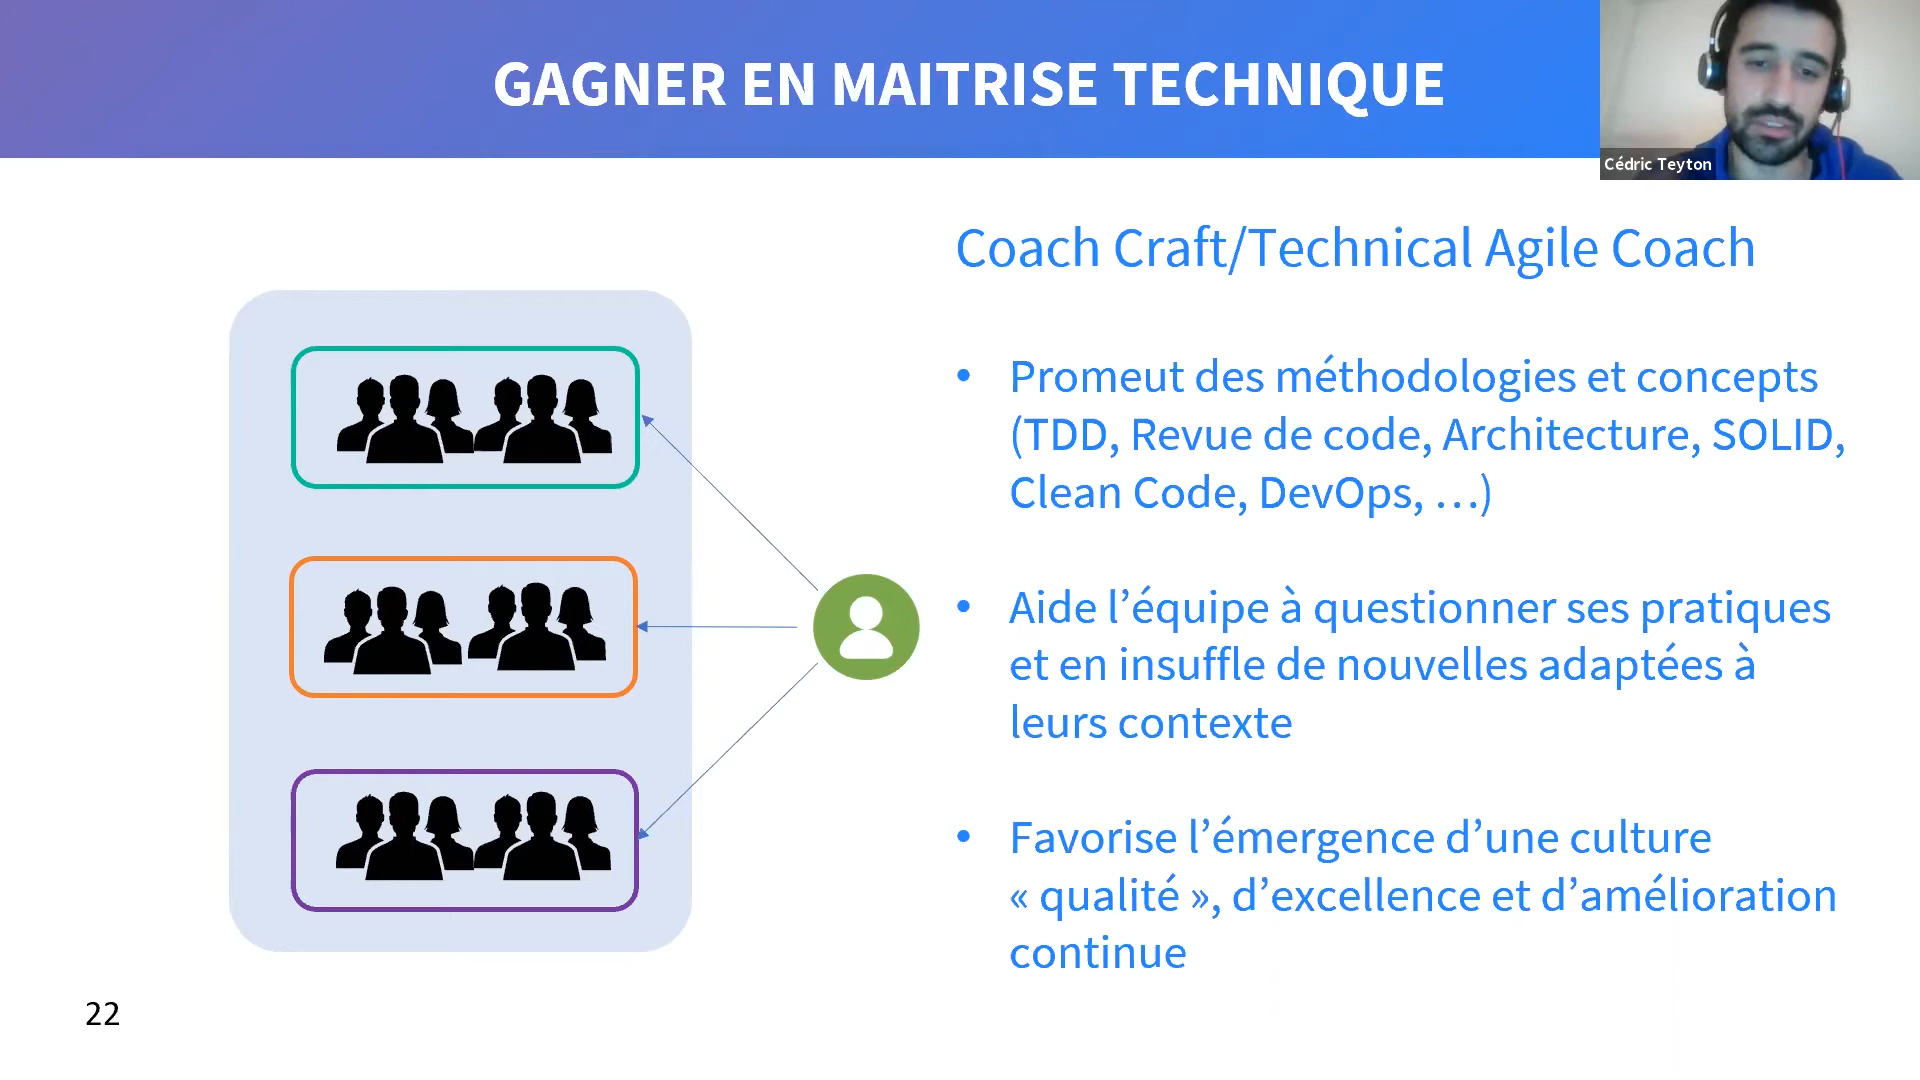 GAGNER EN MAITRISE TECHNIQUE
Cédric Teyton
Coach Craft/Technical Agile Coach
• Promeut des méthodologies et concepts
(TDD, Revue de code, Architecture, SOLID,
Clean Code, DevOps, …)
• Aide l’équipe à questionner ses pratiques
et en insuffle de nouvelles adaptées à
leurs contexte
• Favorise l’émergence d’une culture
« qualité », d’excellence et d’amélioration
continue
22